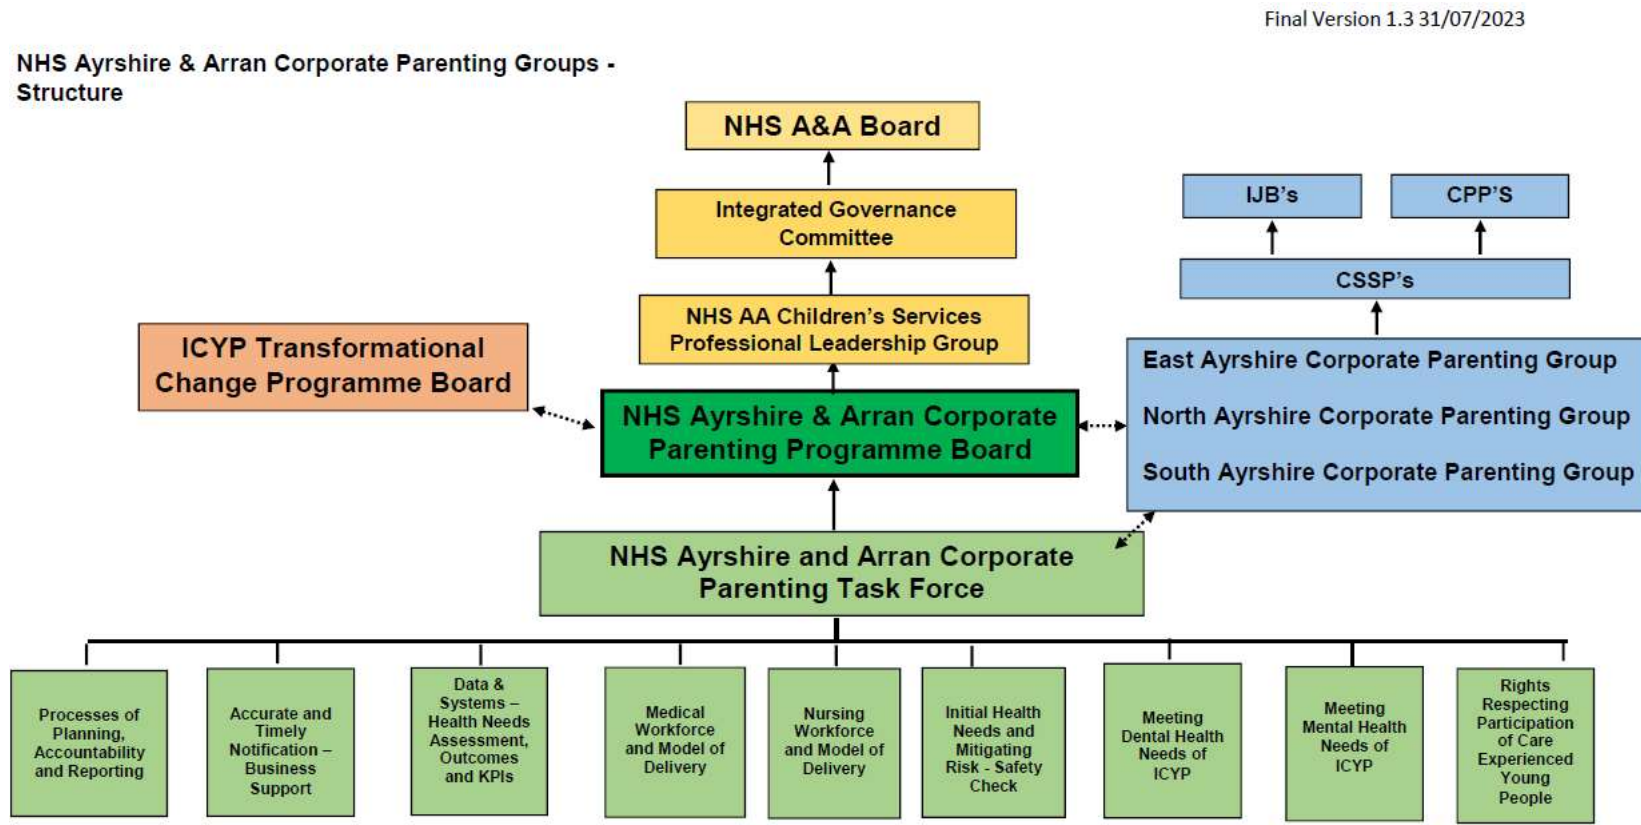 Final Version 1.3 31/07/2023
NHS Ayrshire & Arran Corporate Parenting Groups -
Structure
NHS A&A Board
Integrated Governance
Committee
NHS AA Children’s Services
Professional Leadership Group
IJB’s
CPP’S
CSSP’s
ICYP Transformational
Change Programme Board
NHS Ayrshire & Arran Corporate
Parenting Programme Board
East Ayrshire Corporate Parenting Group
North Ayrshire Corporate Parenting Group
South Ayrshire Corporate Parenting Group
NHS Ayrshire and Arran Corporate
Parenting Task Force
Processes of
Planning,
Accountability
and Reporting
Accurate and
Timely
Notification –
Business
Support
Data &
Systems –
Health Needs
Assessment,
Outcomes
and KPIs
Medical
Workforce
and Model of
Delivery
Nursing
Workforce
and Model of
Delivery
Initial Health
Needs and
Mitigating
Risk - Safety
Check
Meeting
Dental Health
Needs of
ICYP
Meeting
Mental Health
Needs of
ICYP
Rights
Respecting
Participation
of Care
Experienced
Young
People